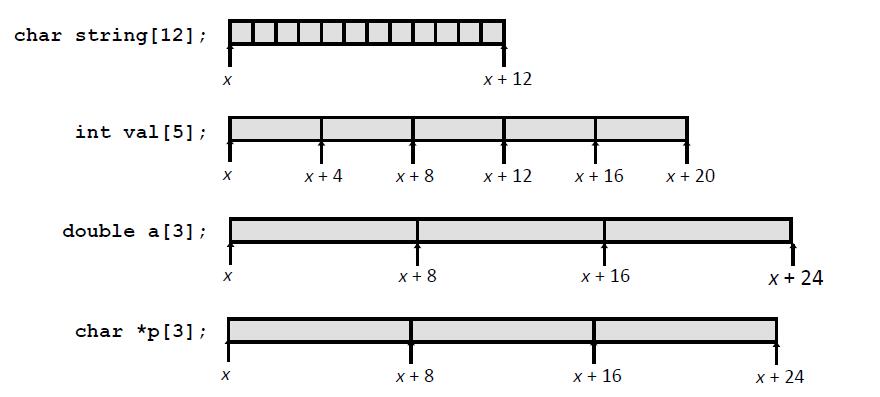 char string[12];
x x + 12
int val[5];
x x + 4 x + 8 x + 12 x + 16 x + 20
double a[3];
x x + 8 x + 16 x + 24
char *p[3];
x x + 8 x + 16 x + 24